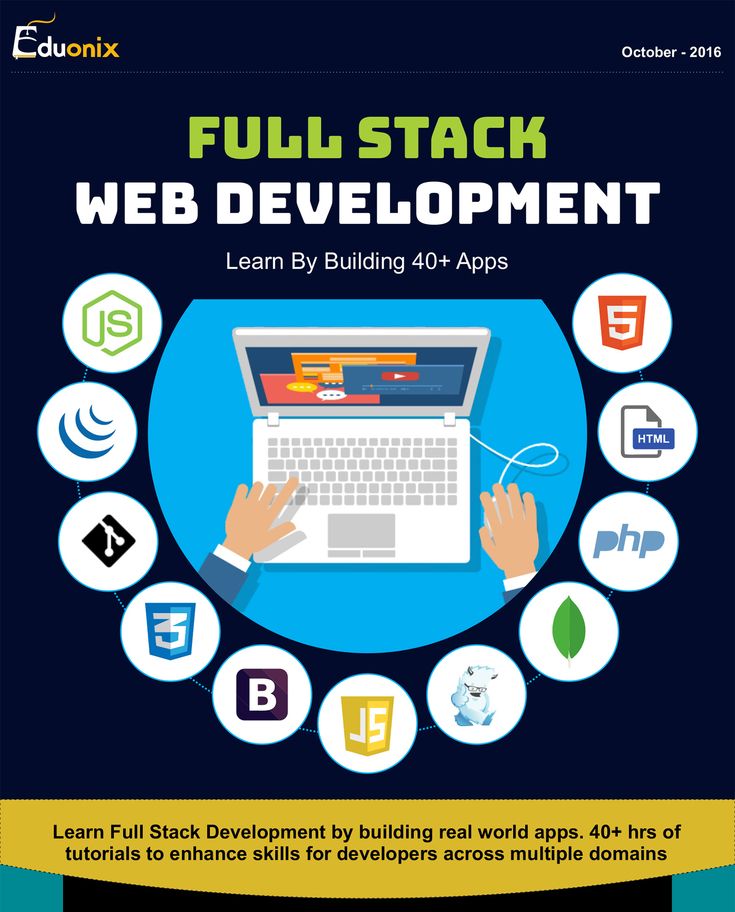 Eduonix
October - 2016
FULL STACK
WEB DEVELOPMENT
Learn By Building 40+ Apps
JS
5
HTML
php
3
B
JS
Learn Full Stack Development by building real world apps. 40+ hrs of
tutorials to enhance skills for developers across multiple domains